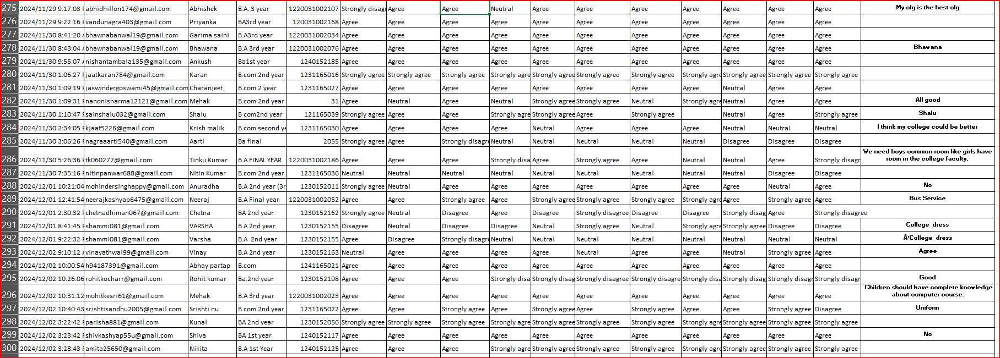 275 2024/11/29 9:17:03 abhidhillon174@gmail.com Abhishek B.A. 3 year 1220031002107 Strongly disagr Agree Agree Neutral Agree Agree Agree Agree Agree Agree Agree My clg is the best clg
276 2024/11/29 9:22:16 vandunagra403@gmail.com Priyanka BA3rd year 120031002168 Agree Agree Agree Agree Agree Agree Agree Agree Agree Agree Agree
277 2024/11/30 8:41:20 bhawnabanwal19@gmail.com Garima saini B.A3rd year 1220031002034 Agree Agree Agree Agree Agree Agree Agree Agree Agree Agree Agree
278 2024/11/30 8:43:04 bhawnabanwal19@gmail.com Bhawana B.A 3rd year 1220031002076 Agree Agree Agree Agree Agree Agree Agree Agree Agree Agree Agree Bhawana
279 2024/11/30 9:55:07 nishantambala135@gmail.com Ankush Ba1st year 1240152185 Agree Agree Agree Agree Agree Agree Agree Agree Agree Agree Agree
280 2024/11/30 1:06:27 jaatkaran784@gmail.com Karan B.com 2nd year 1231165016 Strongly agree Strongly agree Strongly agree Strongly agre Strongly agree Strongly agree Strongly agree Strongly agre Strongly agree Strongly agree Strongly agree
281 2024/11/30 1:09:19 jaswindergoswami45@gmail.com Charanjeet B.com 2 year 1231165027 Agree Agree Agree Agree Agree Agree Agree Agree Neutral Agree Agree
282 2024/11/30 1:09:31 nandnisharma12121@gmail.com Mehak B.com 2nd year 31 Agree Neutral Agree Neutral Strongly agree Strongly agree Neutral Strongly agre Neutral Agree Agree All good
283 2024/11/30 1:10:47 sainshalu032@gmail.com Shalu B com2nd year 121165039 Strongly agree Agree Agree Strongly agre Strongly agree Agree Strongly agree Neutral Agree Strongly agree Shalu
284 2024/11/30 2:34:05 kjaat5226@gmail.com Krish malik B.com second ye 1231165030 Agree Agree Agree Agree Neutral Agree Agree Agree Neutral Neutral Neutral I think my college could be better
285 2024/11/30 3:06:26 nagraaarti540@gmail.com Aarti Ba final 2055 Strongly agree Agree Strongly disagre Neutral Neutral Neutral Neutral Neutral Disagree Disagree Disagree
286 2024/11/30 5:26:36 tk060277@gmail.com Tinku Kumar B.A FINAL YEAR 1220031002186 Agree Agree Agree Strongly disa Agree Strongly agree Agree Neutral Neutral Agree Strongly disagr We need boys common room like girls have
room in the college faculty.
287 2024/11/30 7:35:16 nitinpanwar688@gmail.com Nitin Kumar B.com 2nd year 1231165036 Neutral Neutral Neutral Neutral Neutral Neutral Neutral Neutral Neutral Disagree Disagree
288 2024/12/01 10:21:04 mohindersinghappy@gmail.com Anuradha B.A 2nd year (3r 1230152011 Strongly agree Neutral Agree Agree Agree Agree Agree Agree Agree Neutral Agree No
289 2024/12/01 12:41:54 neerajkashyap6475@gmail.com Neeraj B.A Final year 1220031002052 Agree Agree Strongly agree Agree Strongly agree Strongly agree Strongly agree Strongly agre Agree Strongly agree Agree Bus Service
290 2024/12/01 2:30:32 chetnadhiman067@gmail.com Chetna BA 2nd year 1230152162 Strongly agree Neutral Disagree Agree Disagree Strongly disagree Disagree Disagree Strongly disag Agree Strongly disagree
291 2024/12/01 8:41:45 shammi081@gmail.com VARSHA B.A 2nd year 1230152155 Disagree Neutral Disagree Disagree Neutral Strongly agree Neutral Strongly agre Strongly agree Disagree Disagree College dress
292 2024/12/01 9:22:32 shammi081@gmail.com Varsha B.A 2nd year 1230152155 Agree Disagree Strongly disagre Neutral Neutral Neutral Neutral Neutral Neutral Neutral Neutral College dress
293 2024/12/02 9:10:12 vinayathwal99@gmail.com Vinay B.A 2nd year 1230152163 Neutral Agree Agree Agree Agree Neutral Agree Agree Neutral Strongly agree Agree Agree
294 2024/12/02 10:00:54 h94187391@gmail.com Abhay partap B.com 1241165021 Agree Agree Agree Agree Agree Agree Agree Agree Agree Agree Agree
295 2024/12/02 10:26:06 rohitkocharr@gmail.com Rohit kumar Ba.2nd year 1230152198 Agree Agree Agree Strongly disa Strongly disag Strongly disagre Strongly disagre Strongly disa Strongly disag Strongly disagr Strongly disagr Good
296 2024/12/02 10:31:12 mohitkesri61@gmail.com Mehak B.A 3rd year 1220031002023 Agree Agree Agree Agree Agree Agree Agree Agree Agree Agree Agree Children should have complete knowledge
about computer course.
297 2024/12/02 10:40:43 srishtisandhu2005@gmail.com Srishti nu B.com 2nd year 1231165022 Agree Agree Strongly agree Agree Strongly agree Agree Strongly agree Agree Agree Strongly agree Disagree Uniform
298 2024/12/02 3:22:42 parisha881@gmail.com Kunal BA 2nd year 1230152056 Strongly agree Strongly agree Strongly agree Strongly agre Strongly agree Strongly agree Strongly agree Strongly agre Strongly agree Strongly agree Strongly agree
299 2024/12/02 3:23:42 shivkashyap55u@gmail.com Shiva BA 1st year 1240152117 Agree Agree Agree Agree Agree Agree Agree Agree Agree Agree Agree No
300 2024/12/02 3:28:43 amita25650@gmail.com Nikita B.A 1st Year 1240152125 Agree Agree Agree Strongly agre Strongly agree Strongly agree Strongly agree Strongly agre Strongly agree Strongly agree Strongly agree